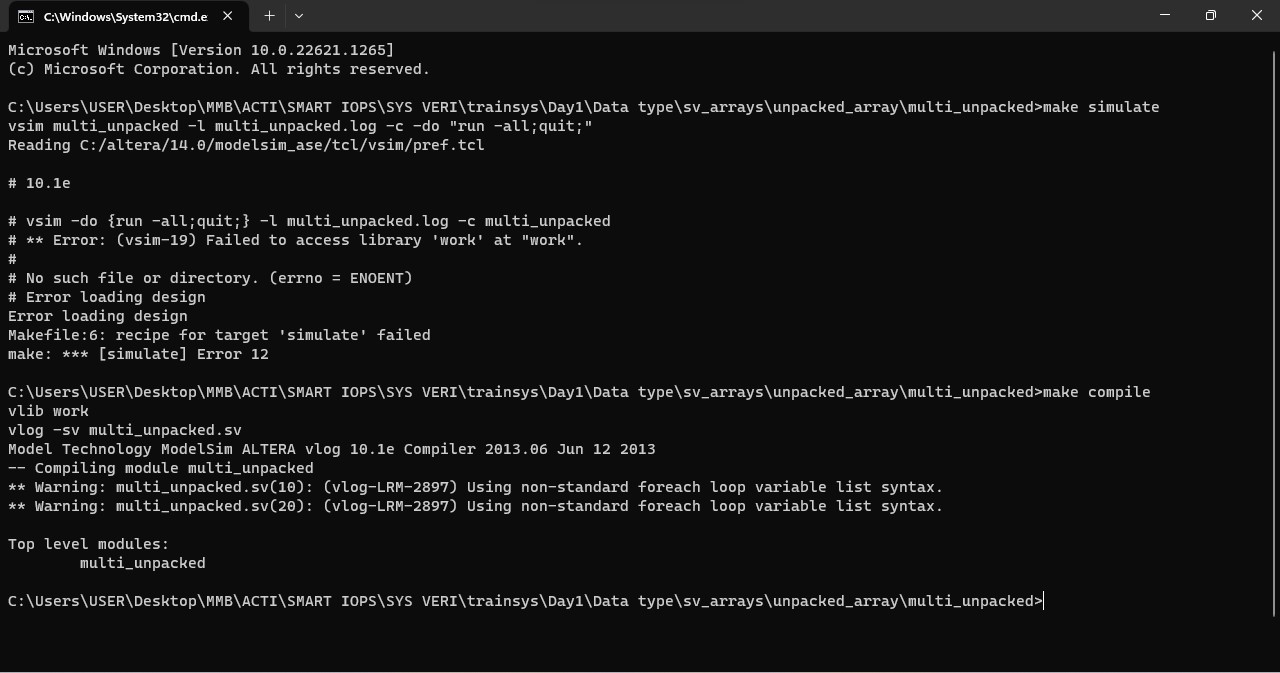 C:\Windows\System32\cmd.e
Microsoft Windows [Version 10.0.22621.1265]
(c) Microsoft Corporation. All rights reserved.
C:\Users\USER\Desktop\MMB\ACTI\SMART IOPS\SYS VERI\trainsys\Day1\Data type\sv_arrays\unpacked_array\multi_unpacked>make simulate
vsim multi_unpacked -l multi_unpacked.log -c -do "run -all;quit;"
Reading C:/altera/14.0/modelsim_ase/tcl/vsim/pref.tcl
# 10.1e
# vsim -do {run -all;quit;} -l multi_unpacked.log -c multi_unpacked
# ** Error: (vsim-19) Failed to access library 'work' at "work".
#
# No such file or directory. (errno = ENOENT)
# Error loading design
Error loading design
Makefile:6: recipe for target 'simulate' failed
make: *** [simulate] Error 12
C:\Users\USER\Desktop\MMB\ACTI\SMART IOPS\SYS VERI\trainsys\Day1\Data type\sv_arrays\unpacked_array\multi_unpacked>make compile
vlib work
vlog -sv multi_unpacked.sv
Model Technology ModelSim ALTERA vlog 10.1e Compiler 2013.06 Jun 12 2013
-- Compiling module multi_unpacked
** Warning: multi_unpacked.sv(10): (vlog-LRM-2897) Using non-standard foreach loop variable list syntax.
** Warning: multi_unpacked.sv(20): (vlog-LRM-2897) Using non-standard foreach loop variable list syntax.
Top level modules:
multi_unpacked
C:\Users\USER\Desktop\MMB\ACTI\SMART IOPS\SYS VERI\trainsys\Day1\Data type\sv_arrays\unpacked_array\multi_unpacked>